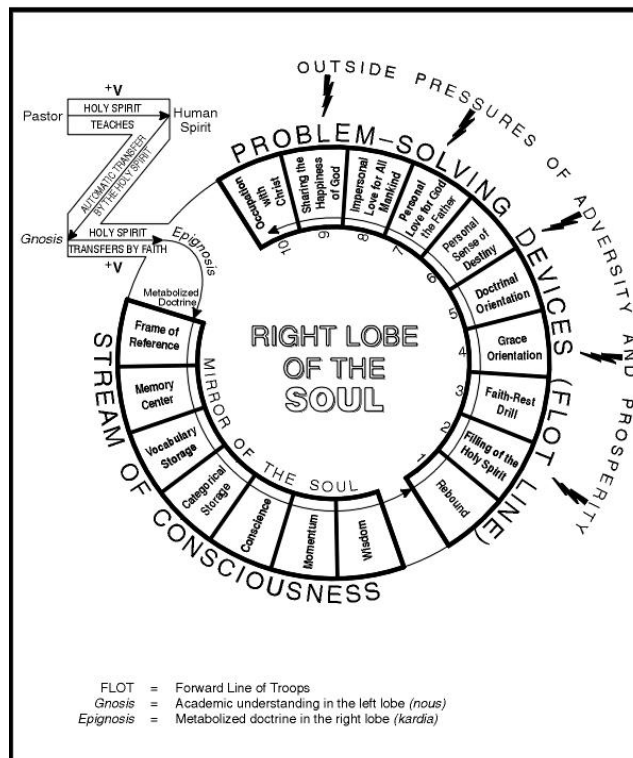 +V
Pastor
HOLY SPIRIT
TEACHES
Human
Spirit
AUTOMATIC TRANSFER
BY THE HOLY SPIRIT
Gnosis
HOLY SPIRIT
TRANSFERS BY FAITH
+V
Epignosis
Metabolized Doctrine
OUTSIDE PRESSURES OF ADVERSITY AND PROSPERITY
PROBLEM-SOLVING DEVICES (FLOT LINE)
Occupation
with
Christ
Sharing the
Happiness
of God
Impersonal
Love for All
Mankind
Personal
Love for God
the Father
Personal
Sense of
Destiny
Doctrinal
Orientation
Grace
Orientation
Faith-Rest
Drill
Filling of the
Holy Spirit
Rebound
10
9
8
7
6
5
4
3
2
1
RIGHT LOBE
OF THE
SOUL
MIRROR OF THE SOUL
Frame of
Reference
Memory
Center
Vocabulary
Storage
Categorical
Storage
Conscience
Momentum
Wisdom
STREAM OF CONSCIOUSNESS
FLOT = Forward Line of Troops
Gnosis = Academic understanding in the left lobe (nous)
Epignosis = Metabolized doctrine in the right lobe (kardia)